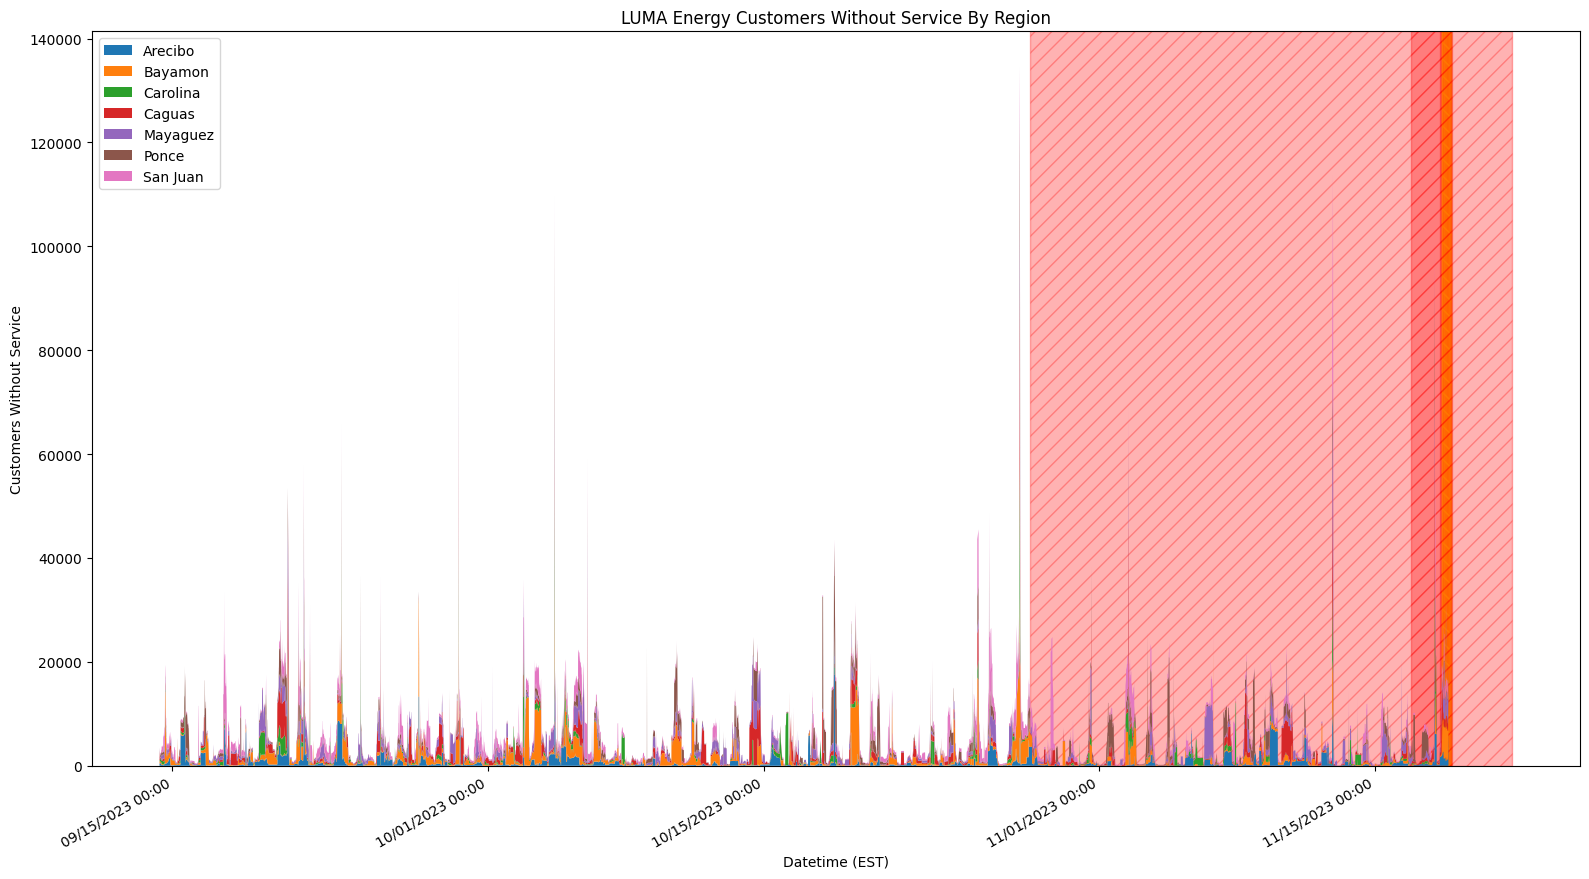 LUMA Energy Customers Without Service By Region
140000
120000
100000
80000
60000
40000
20000
0
Customers Without Service
Arecibo
Bayamon
Carolina
Caguas
Mayaguez
Ponce
San Juan
09/15/2023 00:00
10/01/2023 00:00
10/15/2023 00:00
11/01/2023 00:00
11/15/2023 00:00
Datetime (EST)